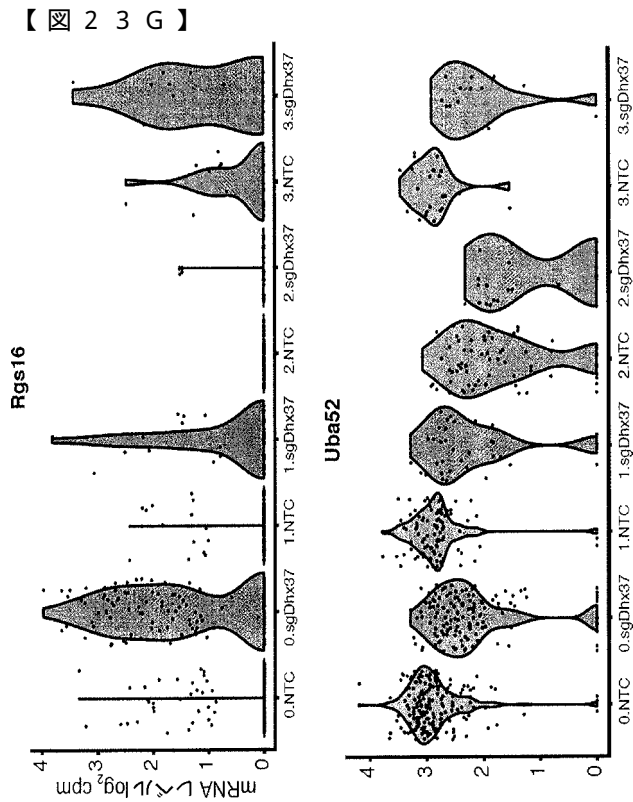 【図23G】
Rgs16
mRNA レベル log2 cpm
4
3
2
1
0
0.NTC
0.sgDhx37
1.NTC
1.sgDhx37
2.NTC
2.sgDhx37
3.NTC
3.sgDhx37
Uba52
4
3
2
1
0
0.NTC
0.sgDhx37
1.NTC
1.sgDhx37
2.NTC
2.sgDhx37
3.NTC
3.sgDhx37